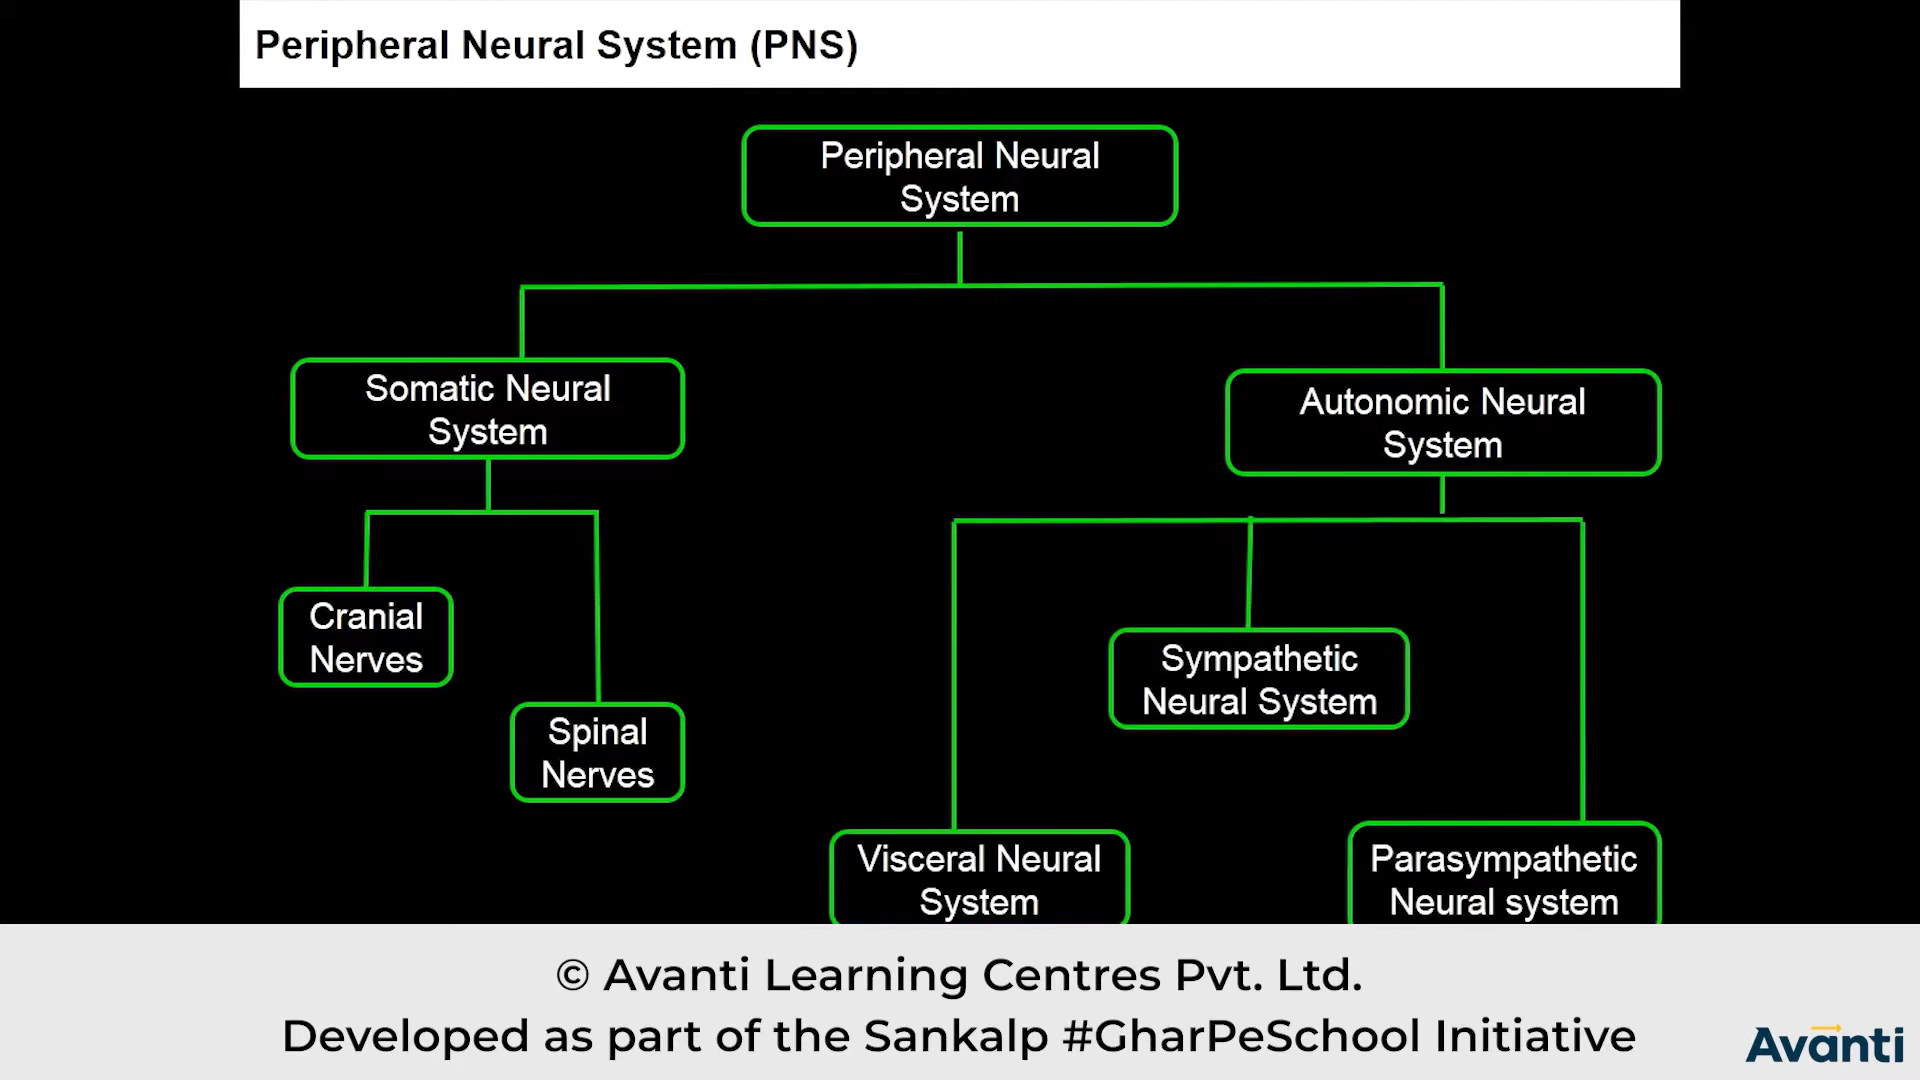 Peripheral Neural System (PNS)
Peripheral Neural
System
Somatic Neural
System
Autonomic Neural
System
Cranial
Nerves
Spinal
Nerves
Sympathetic
Neural System
Visceral Neural
System
Parasympathetic
Neural system
© Avanti Learning Centres Pvt. Ltd.
Developed as part of the Sankalp #GharPeSchool Initiative
Avanti